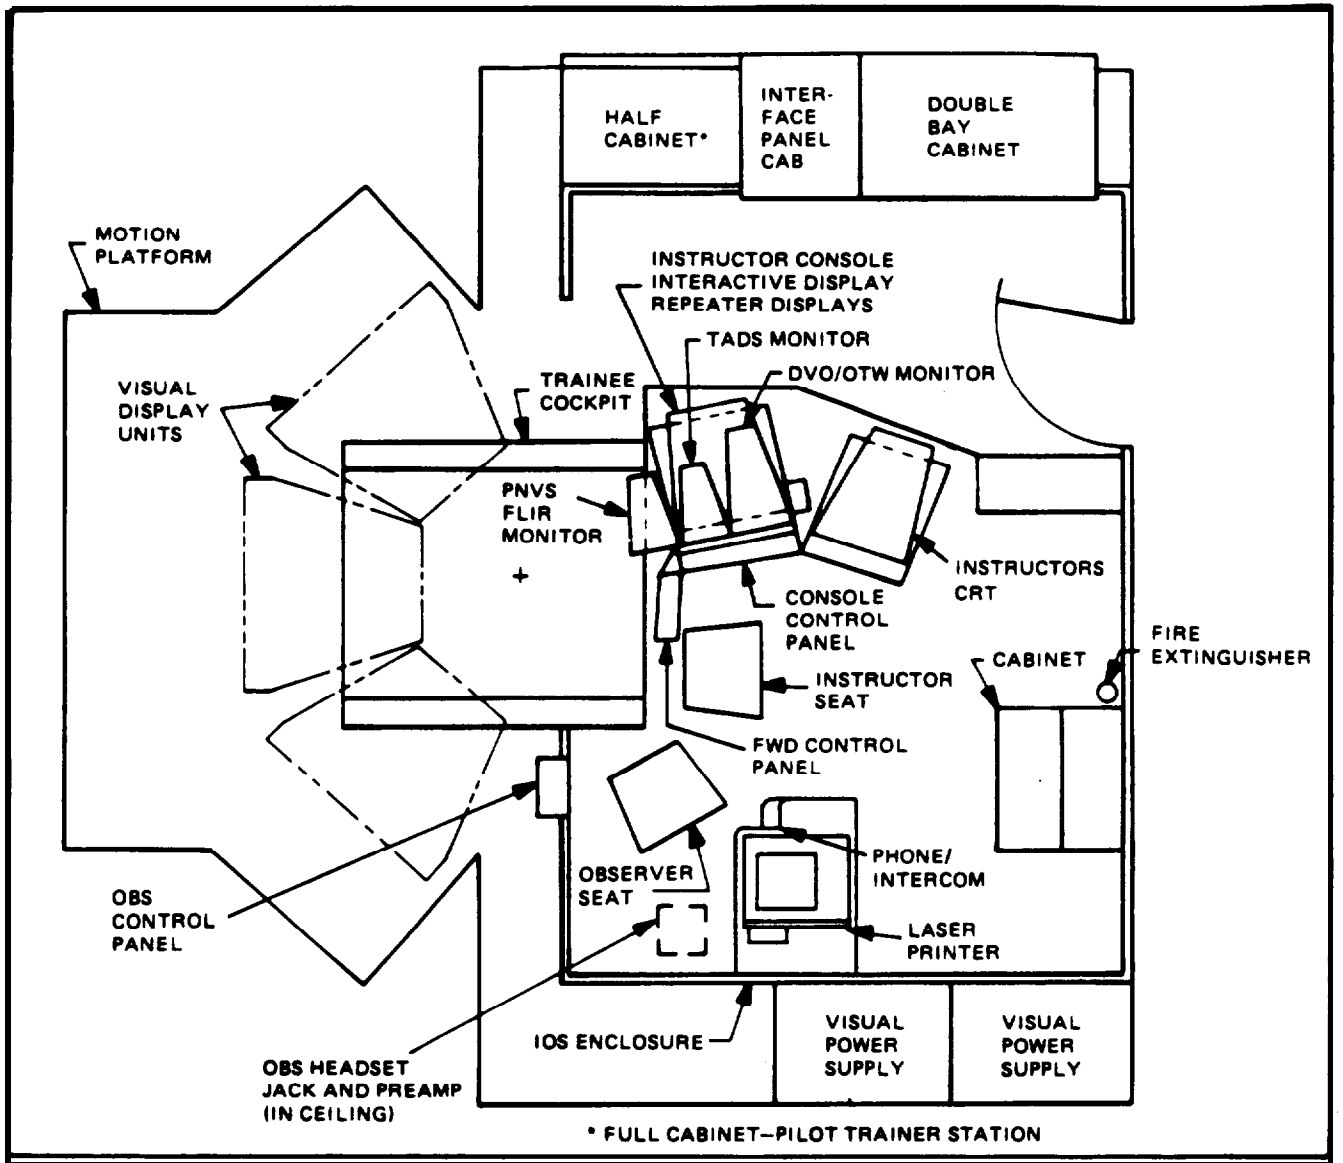 HALF
CABINET*
INTER-
FACE
PANEL
CAB
DOUBLE
BAY
CABINET
MOTION
PLATFORM
INSTRUCTOR CONSOLE
INTERACTIVE DISPLAY
REPEATER DISPLAYS
TADS MONITOR
DVO/OTW MONITOR
VISUAL
DISPLAY
UNITS
TRAINEE
COCKPIT
PNVS
FLIR
MONITOR
INSTRUCTORS
CRT
CONSOLE
CONTROL
PANEL
FIRE
EXTINGUISHER
CABINET
INSTRUCTOR
SEAT
FWD CONTROL
PANEL
OBSERVER
SEAT
PHONE/
INTERCOM
OBS
CONTROL
PANEL
LASER
PRINTER
IOS ENCLOSURE
VISUAL
POWER
SUPPLY
VISUAL
POWER
SUPPLY
OBS HEADSET
JACK AND PREAMP
(IN CEILING)
* FULL CABINET—PILOT TRAINER STATION